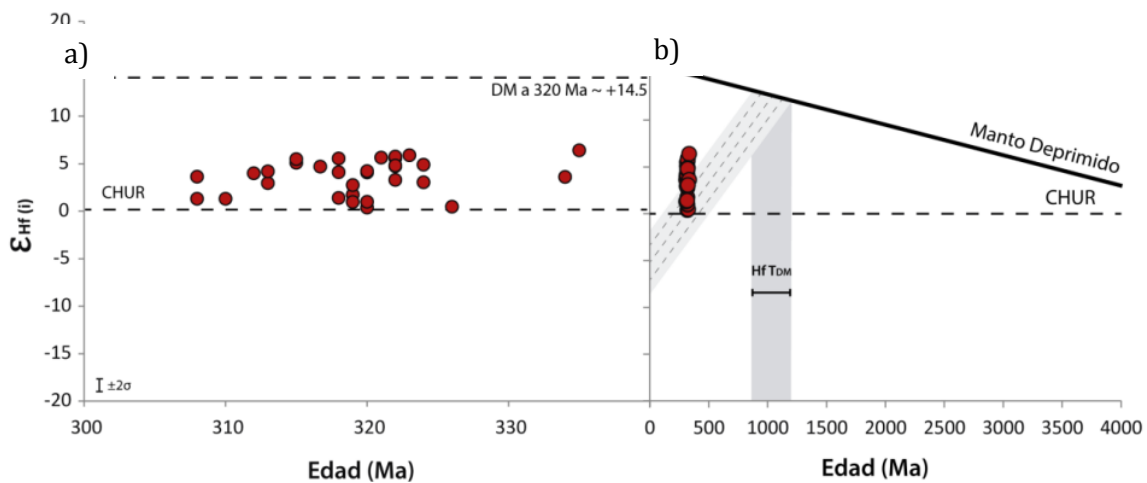 20
a)
b)
DM a 320 Ma ~ +14.5
10
5
CHUR
0
-5
-10
-15
-20
ƐHf (i)
±2σ
300
310
320
330
Edad (Ma)
Manto Deprimido
CHUR
Hf TDM
0
500
1000
1500
2000
2500
3000
3500
4000
Edad (Ma)